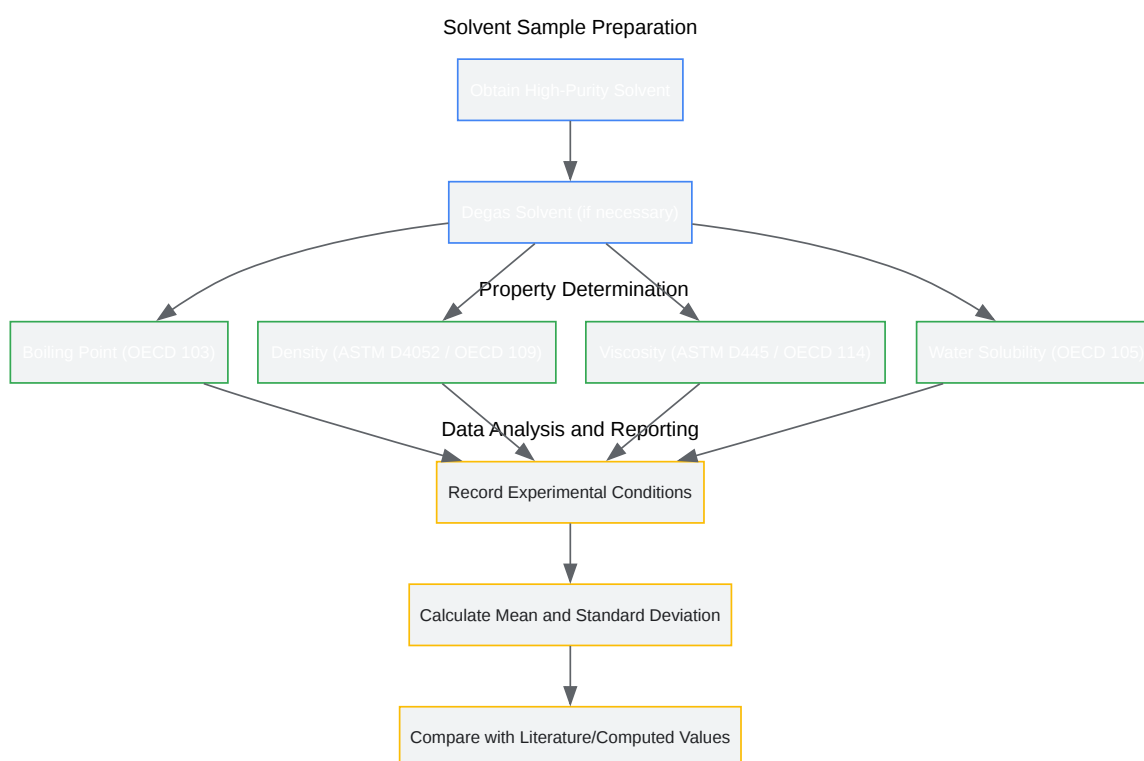 Solvent Sample Preparation
Obtain High-Purity Solvent
Degas Solvent (if necessary)
Property Determination
Boiling Point (OECD 103)
Density (ASTM D4052 / OECD 109)
Viscosity (ASTM D445 / OECD 114)
Water Solubility (OECD 105)
Data Analysis and Reporting
Record Experimental Conditions
Calculate Mean and Standard Deviation
Compare with Literature/Computed Values